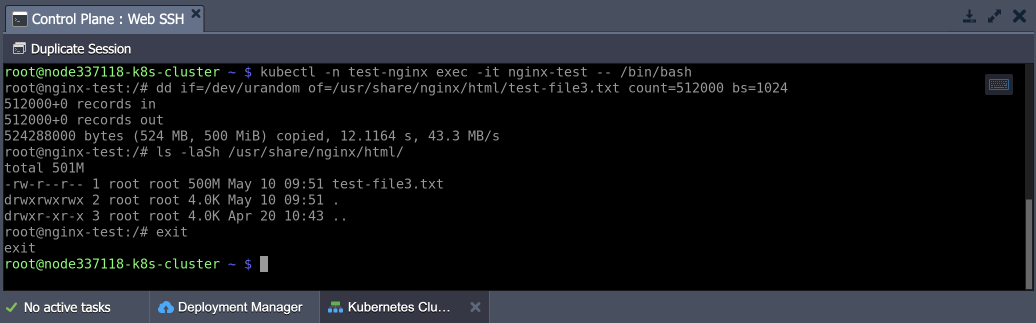 Control Plane : Web SSH
Duplicate Session
root@node337118-k8s-cluster ~ $ kubectl -n test-nginx exec -it nginx-test -- /bin/bash
root@nginx-test:/# dd if=/dev/urandom of=/usr/share/nginx/html/test-file3.txt count=512000 bs=1024
512000+0 records in
512000+0 records out
524288000 bytes (524 MB, 500 MiB) copied, 12.1164 s, 43.3 MB/s
root@nginx-test:/# ls -laSh /usr/share/nginx/html/
total 501M
-rw-r--r-- 1 root root 500M May 10 09:51 test-file3.txt
drwxrwxrwx 2 root root 4.0K May 10 09:51 .
drwxr-xr-x 3 root root 4.0K Apr 20 10:43 ..
root@nginx-test:/# exit
exit
root@node337118-k8s-cluster ~ $
No active tasks Deployment Manager Kubernetes Clu...